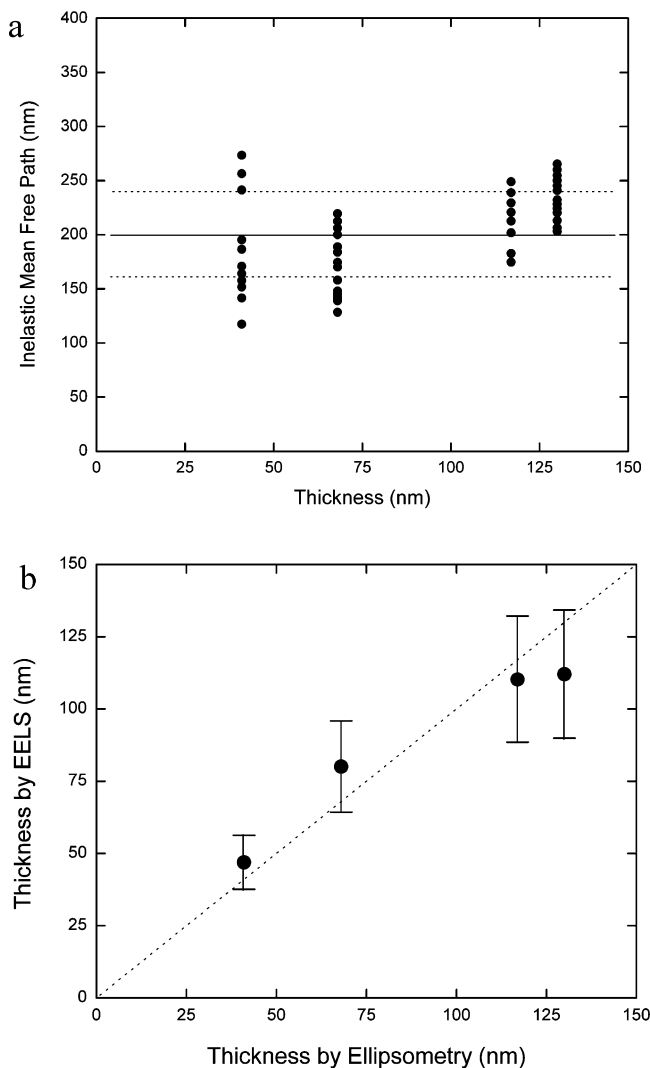 a
400
350
300
250
200
150
100
50
0
0 25 50 75 100 125 150
Inelastic Mean Free Path (nm)
Thickness (nm)
b
150
125
100
75
50
25
0
0 25 50 75 100 125
Thickness by EELS (nm)
Thickness by Ellipsometry (nm)